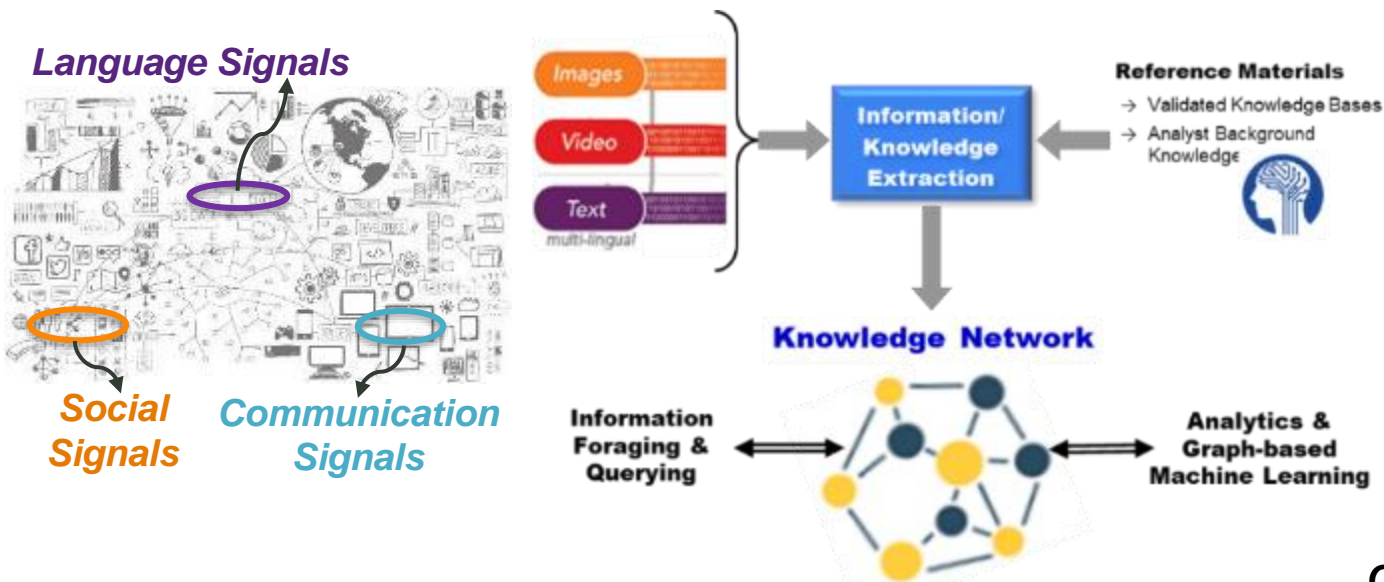 Language Signals
Social
Signals
Communication
Signals
Images
Video
Text
multi-lingual
Information/
Knowledge
Extraction
Reference Materials
→ Validated Knowledge Bases
→ Analyst Background
Knowledge
Knowledge Network
Information
Foraging &
Querying
Analytics &
Graph-based
Machine Learning